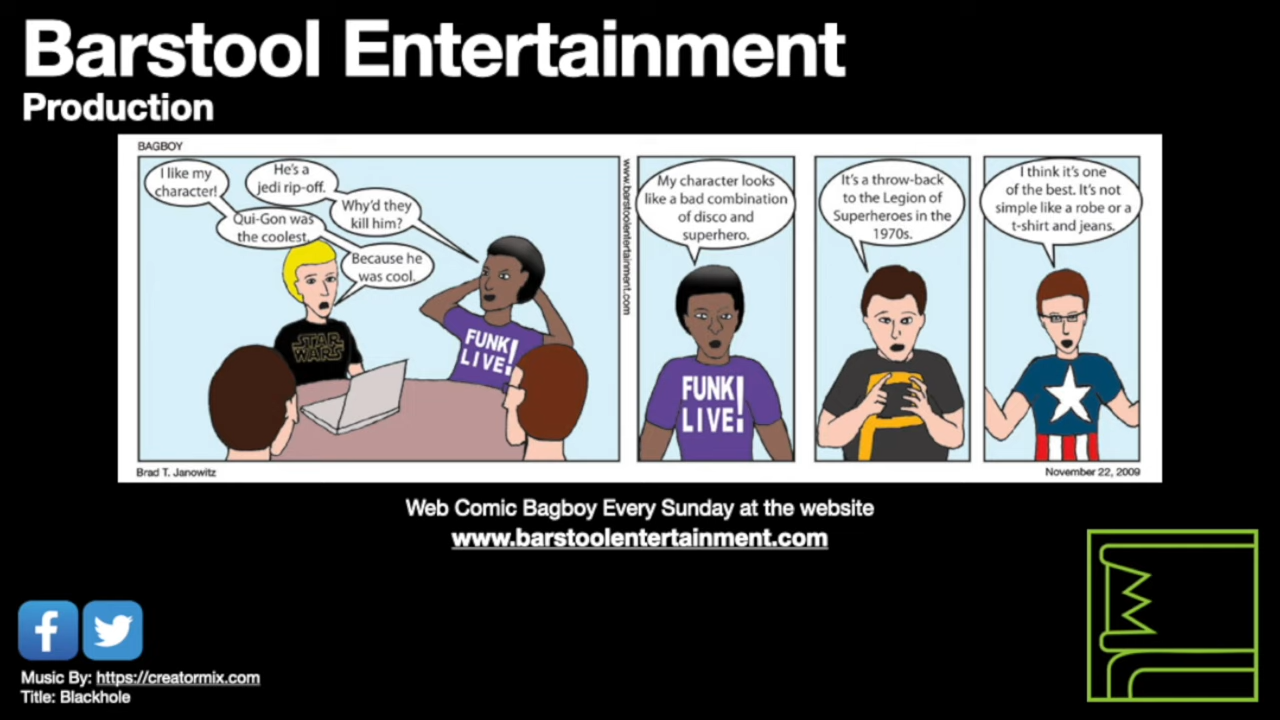 Barstool Entertainment
Production
BAGBOY
I like my
character!
He's a
jedi rip-off.
Qui-Gon was
the coolest.
Why'd they
kill him?
Because he
was cool.
STAR
WARS
FUNK
LIVE!
www.barstoolentertainment.com
My character looks
like a bad combination
of disco and
superhero.
FUNK
LIVE!
It's a throw-back
to the Legion of
Superheroes in the
1970s.
I think it's one
of the best. It's not
simple like a robe or a
t-shirt and jeans.
Brad T. Janowitz
November 22, 2009
Web Comic Bagboy Every Sunday at the website
www.barstoolentertainment.com
Music By: https://creatormix.com
Title: Blackhole